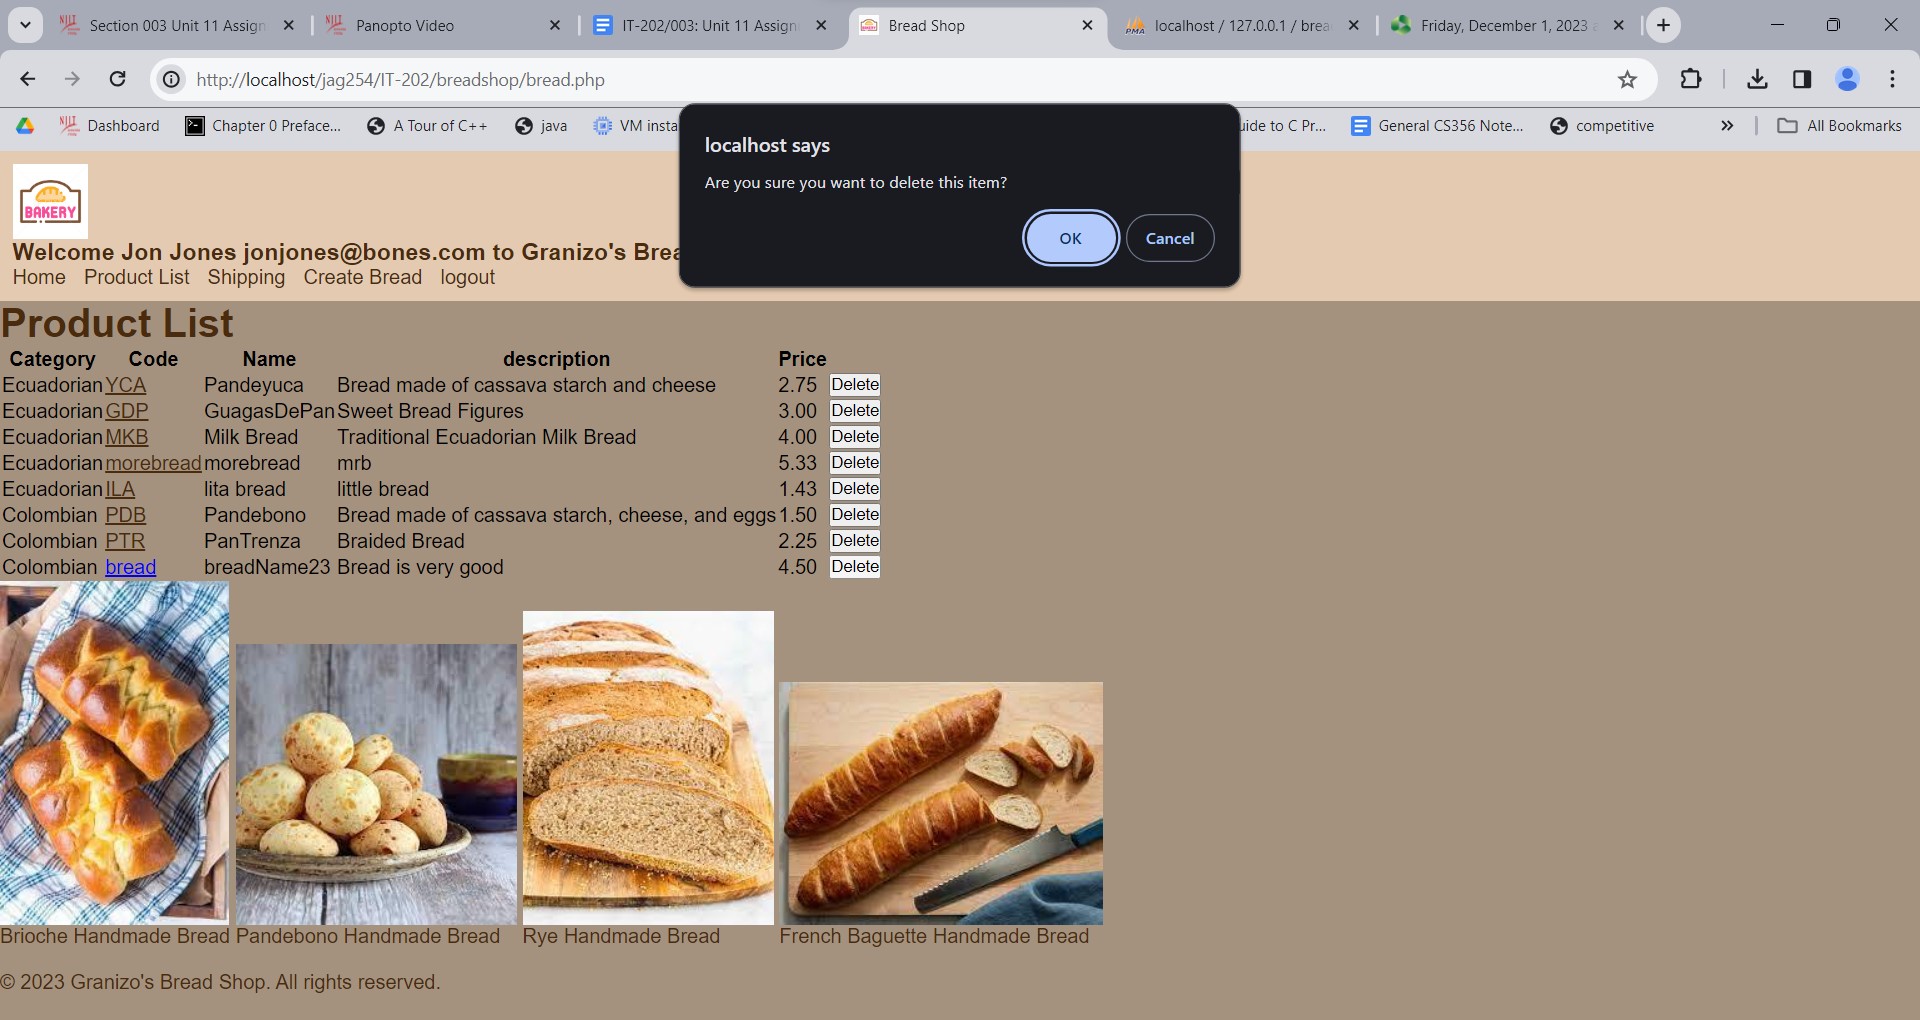 Section 003 Unit 11 Assign
Panopto Video
IT-202/003: Unit 11 Assign
Bread Shop
PMA
localhost / 127.0.0.1 / brea
Friday, December 1, 2023 a
http://localhost/jag254/IT-202/breadshop/bread.php
NJIT
Dashboard
Chapter 0 Preface...
A Tour of C++
java
VM insta
uide to C Pr...
General CS356 Note...
competitive
All Bookmarks
localhost says
Are you sure you want to delete this item?
OK
Cancel
BAKERY
Welcome Jon Jones jonjones@bones.com to Granizo's Brea
Home Product List Shipping Create Bread logout
Product List
Category Code Name description Price
Ecuadorian YCA Pandeyuca Bread made of cassava starch and cheese 2.75 Delete
Ecuadorian GDP GuagasDePan Sweet Bread Figures 3.00 Delete
Ecuadorian MKB Milk Bread Traditional Ecuadorian Milk Bread 4.00 Delete
Ecuadorian morebread morebread mrb 5.33 Delete
Ecuadorian ILA lita bread little bread 1.43 Delete
Colombian PDB Pandebono Bread made of cassava starch, cheese, and eggs 1.50 Delete
Colombian PTR PanTrenza Braided Bread 2.25 Delete
Colombian bread breadName23 Bread is very good 4.50 Delete
Brioche Handmade Bread Pandebono Handmade Bread Rye Handmade Bread French Baguette Handmade Bread
© 2023 Granizo's Bread Shop. All rights reserved.